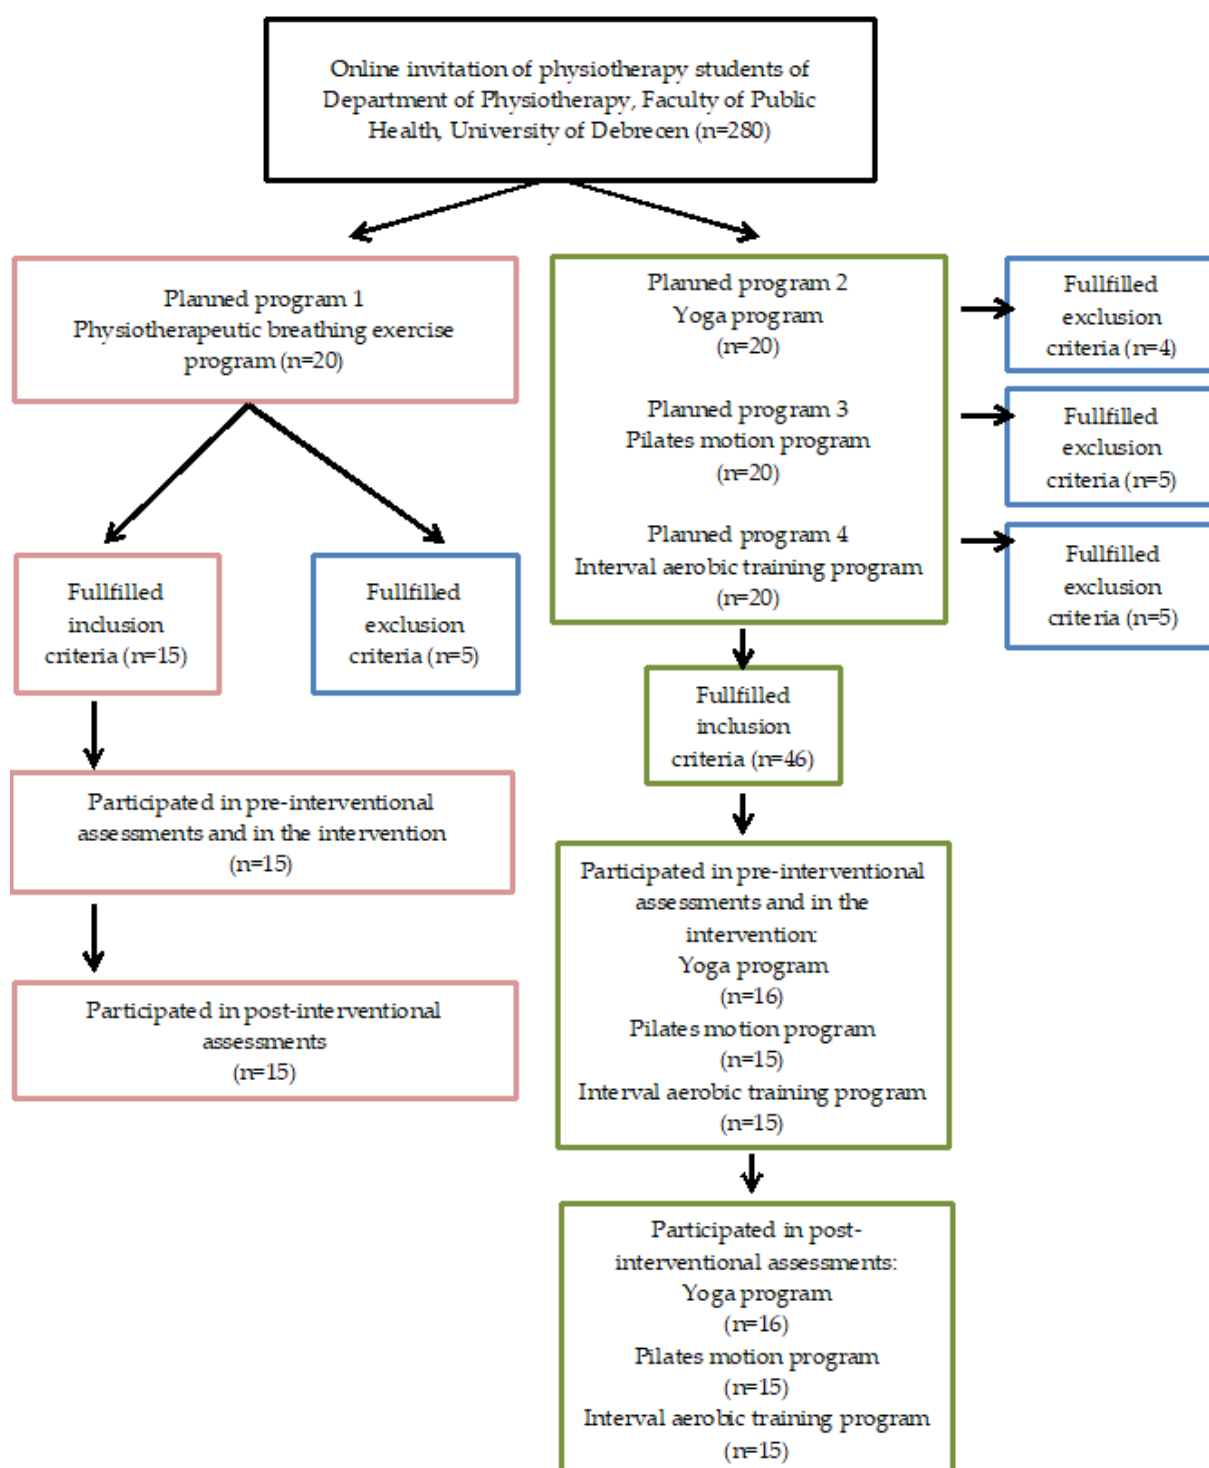 Online invitation of physiotherapy students of
Department of Physiotherapy, Faculty of Public
Health, University of Debrecen (n=280)
Planned program 1
Physiotherapeutic breathing exercise
program (n=20)
Fullfilled
inclusion
criteria (n=15)
Fullfilled
exclusion
criteria (n=5)
Participated in pre-interventional
assessments and in the intervention
(n=15)
Participated in post-interventional
assessments
(n=15)
Planned program 2
Yoga program
(n=20)
Planned program 3
Pilates motion program
(n=20)
Planned program 4
Interval aerobic training program
(n=20)
Fullfilled
exclusion
criteria (n=4)
Fullfilled
exclusion
criteria (n=5)
Fullfilled
exclusion
criteria (n=5)
Fullfilled
inclusion
criteria (n=46)
Participated in pre-interventional
assessments and in the
intervention:
Yoga program
(n=16)
Pilates motion program
(n=15)
Interval aerobic training program
(n=15)
Participated in post-
interventional assessments:
Yoga program
(n=16)
Pilates motion program
(n=15)
Interval aerobic training program
(n=15)